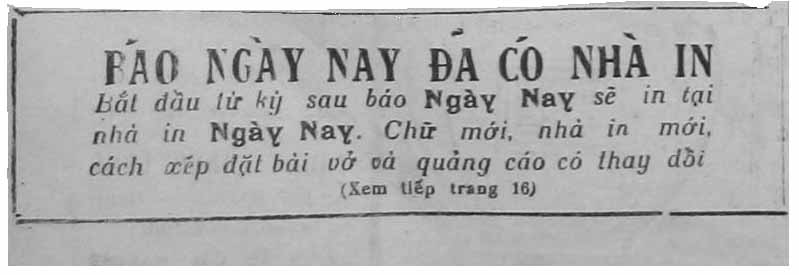 BÁO NGÀY NAY ĐÃ CÓ NHÀ IN
Bắt đầu từ kỳ sau báo Ngày Nay sẽ in tại
nhà in Ngày Nay. Chữ mới, nhà in mới,
cách xếp đặt bài vở và quảng cáo có thay đổi
(Xem tiếp trang 16)